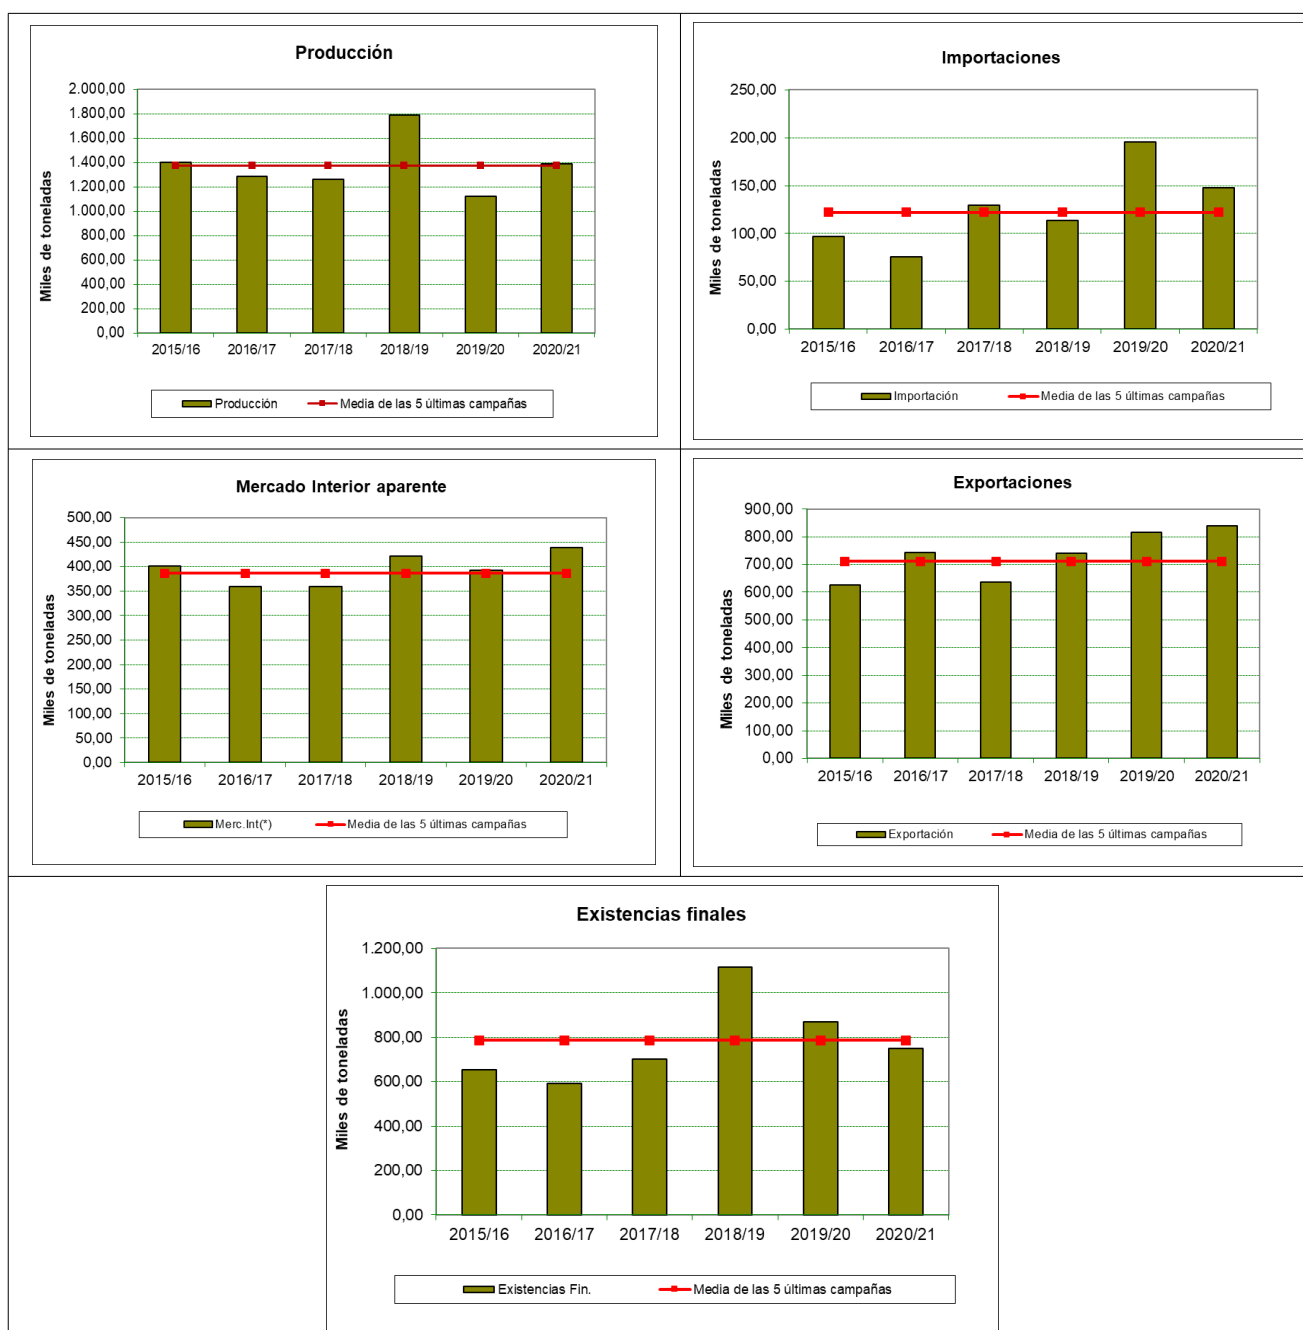 Producción
Miles de toneladas
2.000,00
1.800,00
1.600,00
1.400,00
1.200,00
1.000,00
800,00
600,00
400,00
200,00
0,00
2015/16 2016/17 2017/18 2018/19 2019/20 2020/21
Producción Media de las 5 últimas campañas
Importaciones
Miles de toneladas
250,00
200,00
150,00
100,00
50,00
0,00
2015/16 2016/17 2017/18 2018/19 2019/20 2020/21
Importación Media de las 5 últimas campañas
Mercado Interior aparente
Miles de toneladas
500,00
450,00
400,00
350,00
300,00
250,00
200,00
150,00
100,00
50,00
0,00
2015/16 2016/17 2017/18 2018/19 2019/20 2020/21
Merc.Int(*) Media de las 5 últimas campañas
Exportaciones
Miles de toneladas
900,00
800,00
700,00
600,00
500,00
400,00
300,00
200,00
100,00
0,00
2015/16 2016/17 2017/18 2018/19 2019/20 2020/21
Exportación Media de las 5 últimas campañas
Existencias finales
Miles de toneladas
1.200,00
1.000,00
800,00
600,00
400,00
200,00
0,00
2015/16 2016/17 2017/18 2018/19 2019/20 2020/21
Existencias Fin. Media de las 5 últimas campañas